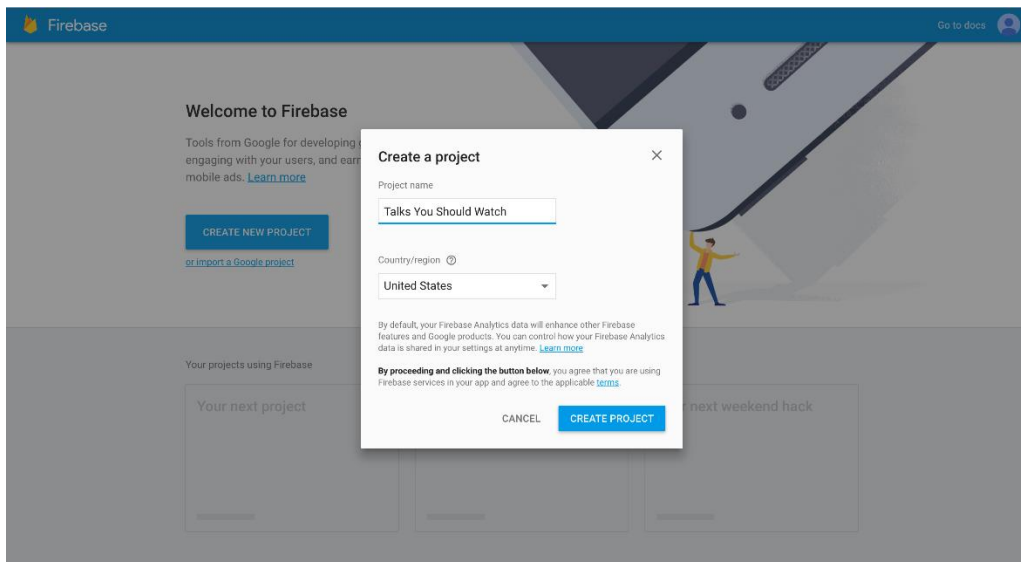 Firebase
Go to docs
Welcome to Firebase
Tools from Google for developing
engaging with your users, and earn
mobile ads. Learn more
CREATE NEW PROJECT
or import a Google project
Create a project
Project name
Talks You Should Watch
Country/region
United States
By default, your Firebase Analytics data will enhance other Firebase
features and Google products. You can control how your Firebase Analytics
data is shared in your settings at anytime. Learn more
By proceeding and clicking the button below, you agree that you are using
Firebase services in your app and agree to the applicable terms.
CANCEL
CREATE PROJECT
Your projects using Firebase
Your next project
next weekend hack